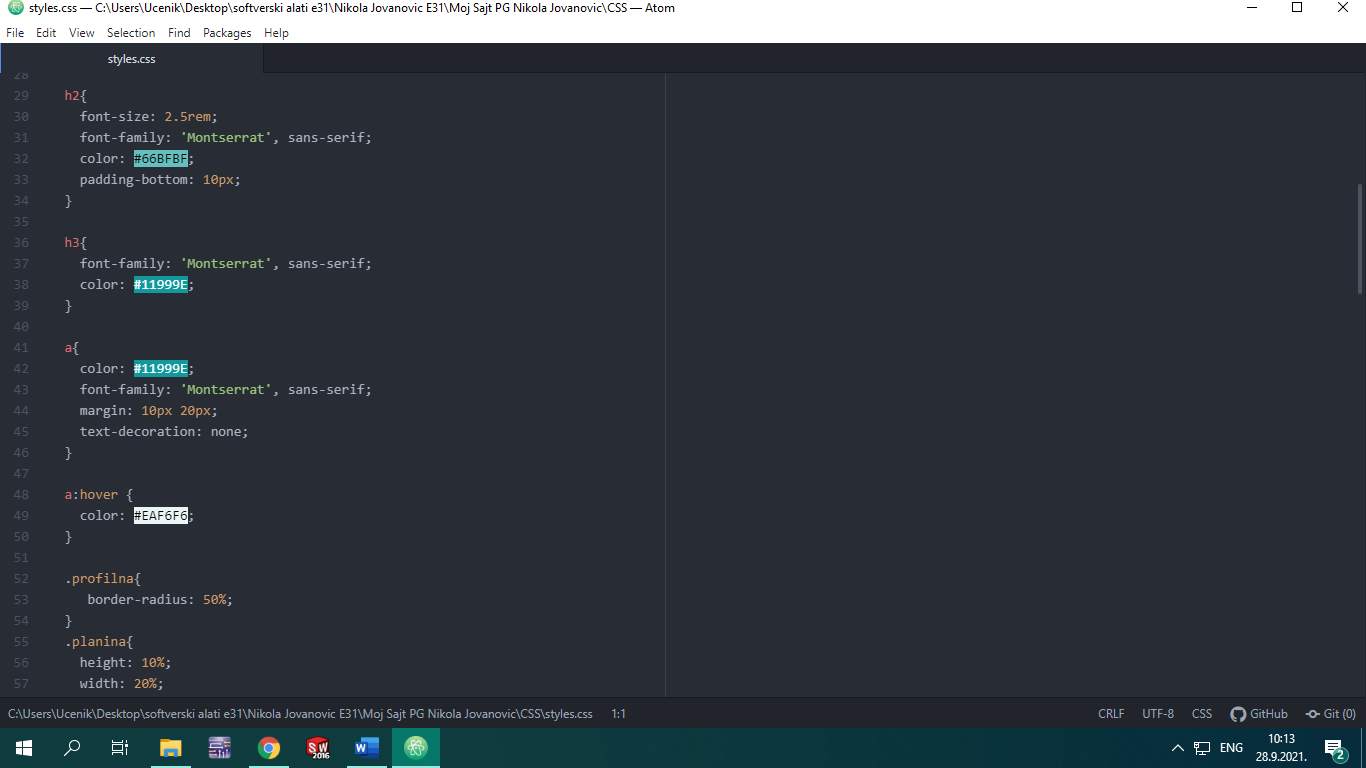 styles.css — C:\Users\Ucenik\Desktop\softverski alati e31\Nikola Jovanovic E31\Moj Sajt PG Nikola Jovanovic\CSS — Atom
File Edit View Selection Find Packages Help
styles.css
28
29 h2{
30 font-size: 2.5rem;
31 font-family: 'Montserrat', sans-serif;
32 color: #66BFBF;
33 padding-bottom: 10px;
34 }
35
36 h3{
37 font-family: 'Montserrat', sans-serif;
38 color: #11999E;
39 }
40
41 a{
42 color: #11999E;
43 font-family: 'Montserrat', sans-serif;
44 margin: 10px 20px;
45 text-decoration: none;
46 }
47
48 a:hover {
49 color: #EAF6F6;
50 }
51
52 .profilna{
53 border-radius: 50%;
54 }
55 .planina{
56 height: 10%;
57 width: 20%;
C:\Users\Ucenik\Desktop\softverski alati e31\Nikola Jovanovic E31\Moj Sajt PG Nikola Jovanovic\CSS\styles.css 1:1 CRLF UTF-8 CSS GitHub Git (0)
SW 2016 W ENG 10:13
28.9.2021. 2